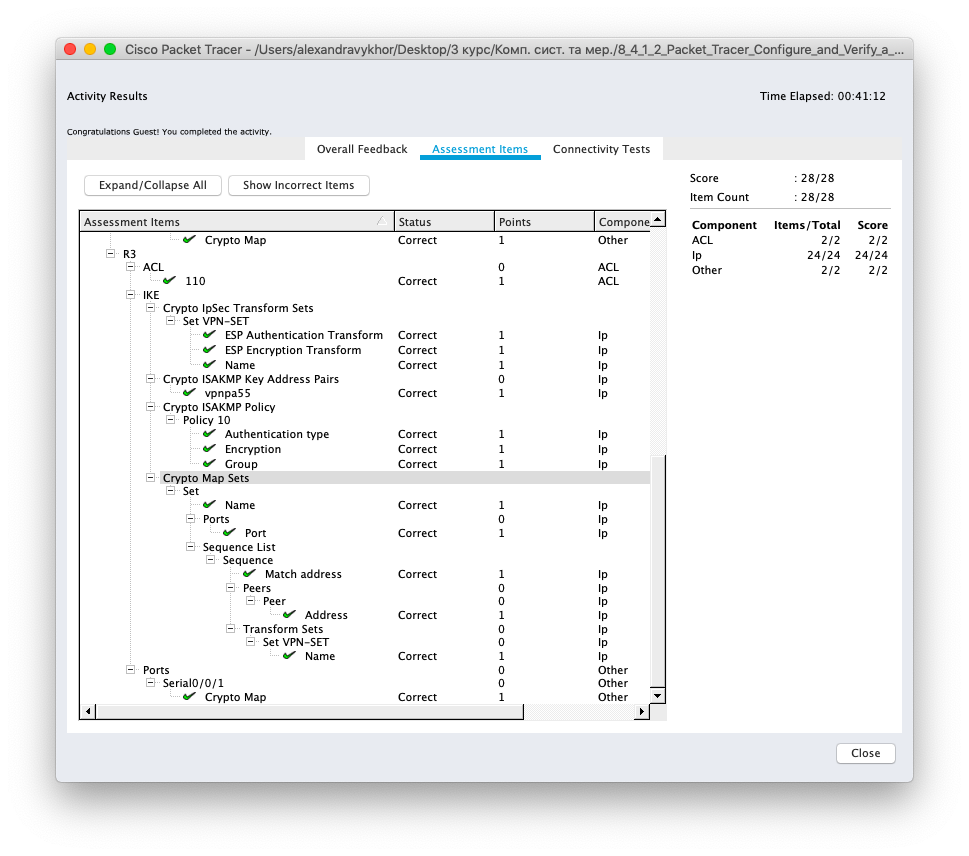 Cisco Packet Tracer - /Users/alexandravykhor/Desktop/3 курс/Комп. сист. та мер./8_4_1_2_Packet_Tracer_Configure_and_Verify_a_...
Activity Results
Time Elapsed: 00:41:12
Congratulations Guest! You completed the activity.
Overall Feedback Assessment Items Connectivity Tests
Expand/Collapse All Show Incorrect Items
Score : 28/28
Item Count : 28/28
Component Items/Total Score
ACL 2/2 2/2
Ip 24/24 24/24
Other 2/2 2/2
Assessment Items Status Points Compone
Crypto Map Correct 1 Other
R3
ACL 0 ACL
110 Correct 1 ACL
IKE
Crypto IpSec Transform Sets
Set VPN-SET
ESP Authentication Transform Correct 1 Ip
ESP Encryption Transform Correct 1 Ip
Name Correct 1 Ip
Crypto ISAKMP Key Address Pairs 0 Ip
vpnpa55 Correct 1 Ip
Crypto ISAKMP Policy
Policy 10
Authentication type Correct 1 Ip
Encryption Correct 1 Ip
Group Correct 1 Ip
Crypto Map Sets
Set
Name Correct 1 Ip
Ports 0 Ip
Port Correct 1 Ip
Sequence List
Sequence
Match address Correct 1 Ip
Peers 0 Ip
Peer 0 Ip
Address Correct 1 Ip
Transform Sets 0 Ip
Set VPN-SET 0 Ip
Name Correct 1 Ip
Ports 0 Other
Serial0/0/1 0 Other
Crypto Map Correct 1 Other
Close